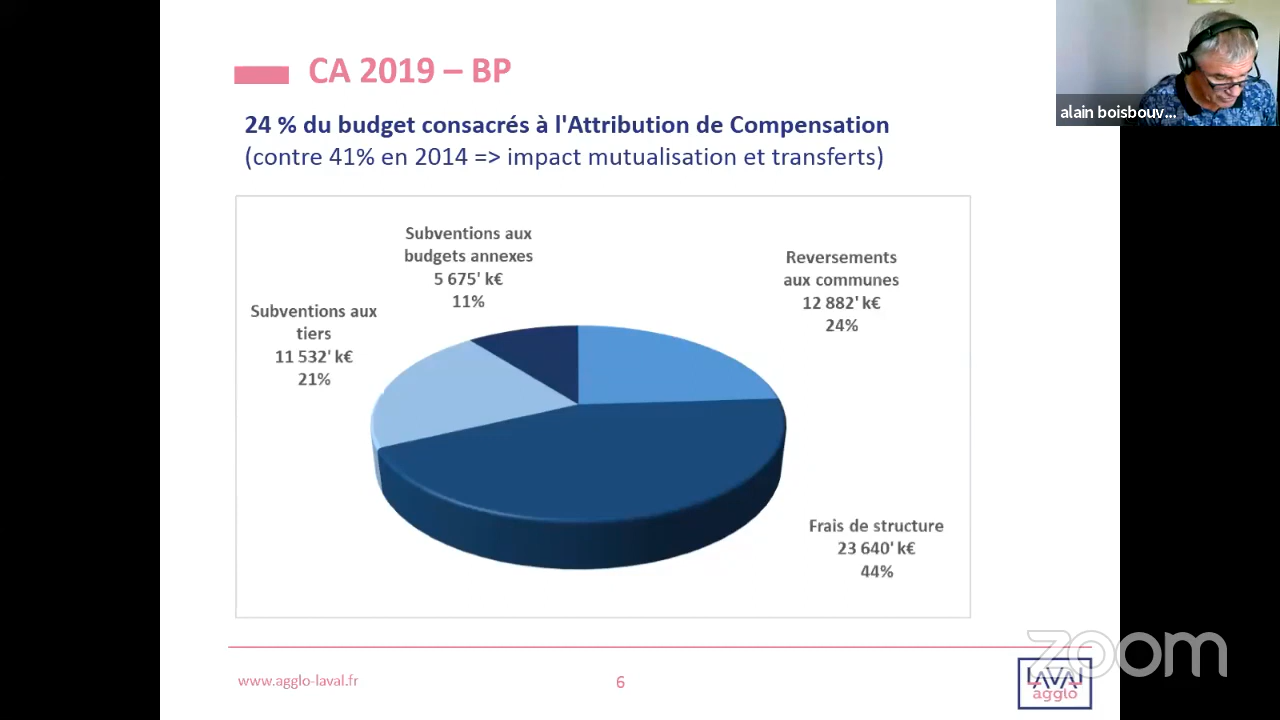 CA 2019 – BP
24 % du budget consacrés à l'Attribution de Compensation
(contre 41% en 2014 => impact mutualisation et transferts)
alain boisbouv...
Subventions aux
budgets annexes
5 675' k€
11%
Reversements
aux communes
12 882' k€
24%
Subventions aux
tiers
11 532' k€
21%
Frais de structure
23 640' k€
44%
www.agglo-laval.fr
6
zoom
LAVAL
agglo